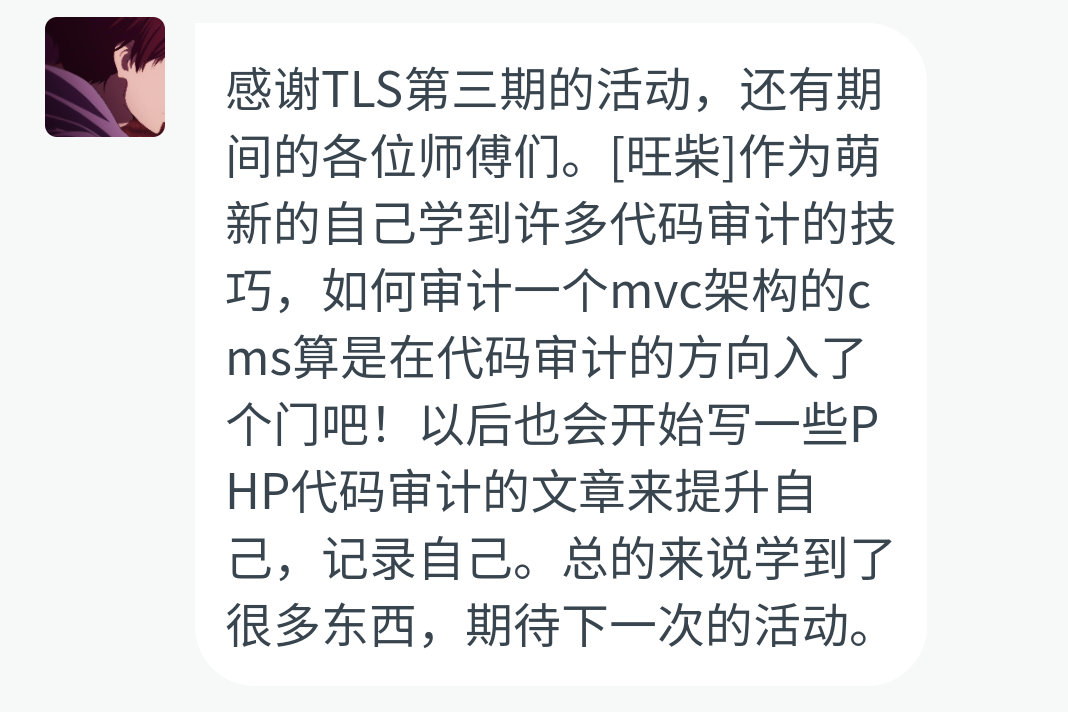 感谢TLS第三期的活动，还有期
间的各位师傅们。[旺柴]作为萌
新的自己学到许多代码审计的技
巧，如何审计一个mvc架构的c
ms算是在代码审计的方向入了
个门吧！以后也会开始写一些P
HP代码审计的文章来提升自
己，记录自己。总的来说学到了
很多东西，期待下一次的活动。